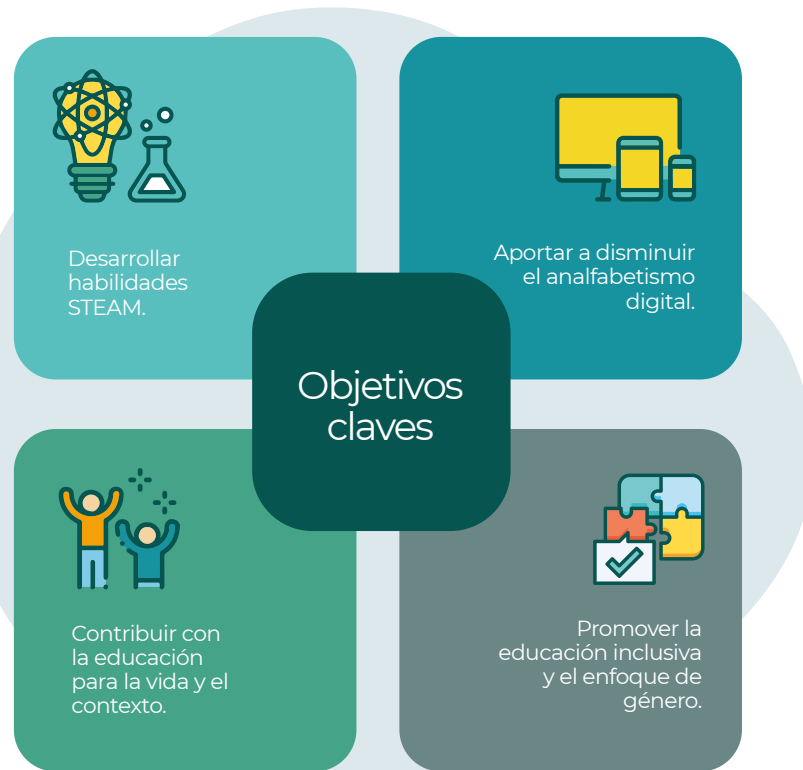 Desarrollar
habilidades
STEAM.
Aportar a disminuir
el analfabetismo
digital.
Objetivos
claves
Contribuir con
la educación
para la vida y el
contexto.
Promover la
educación inclusiva
y el enfoque de
género.